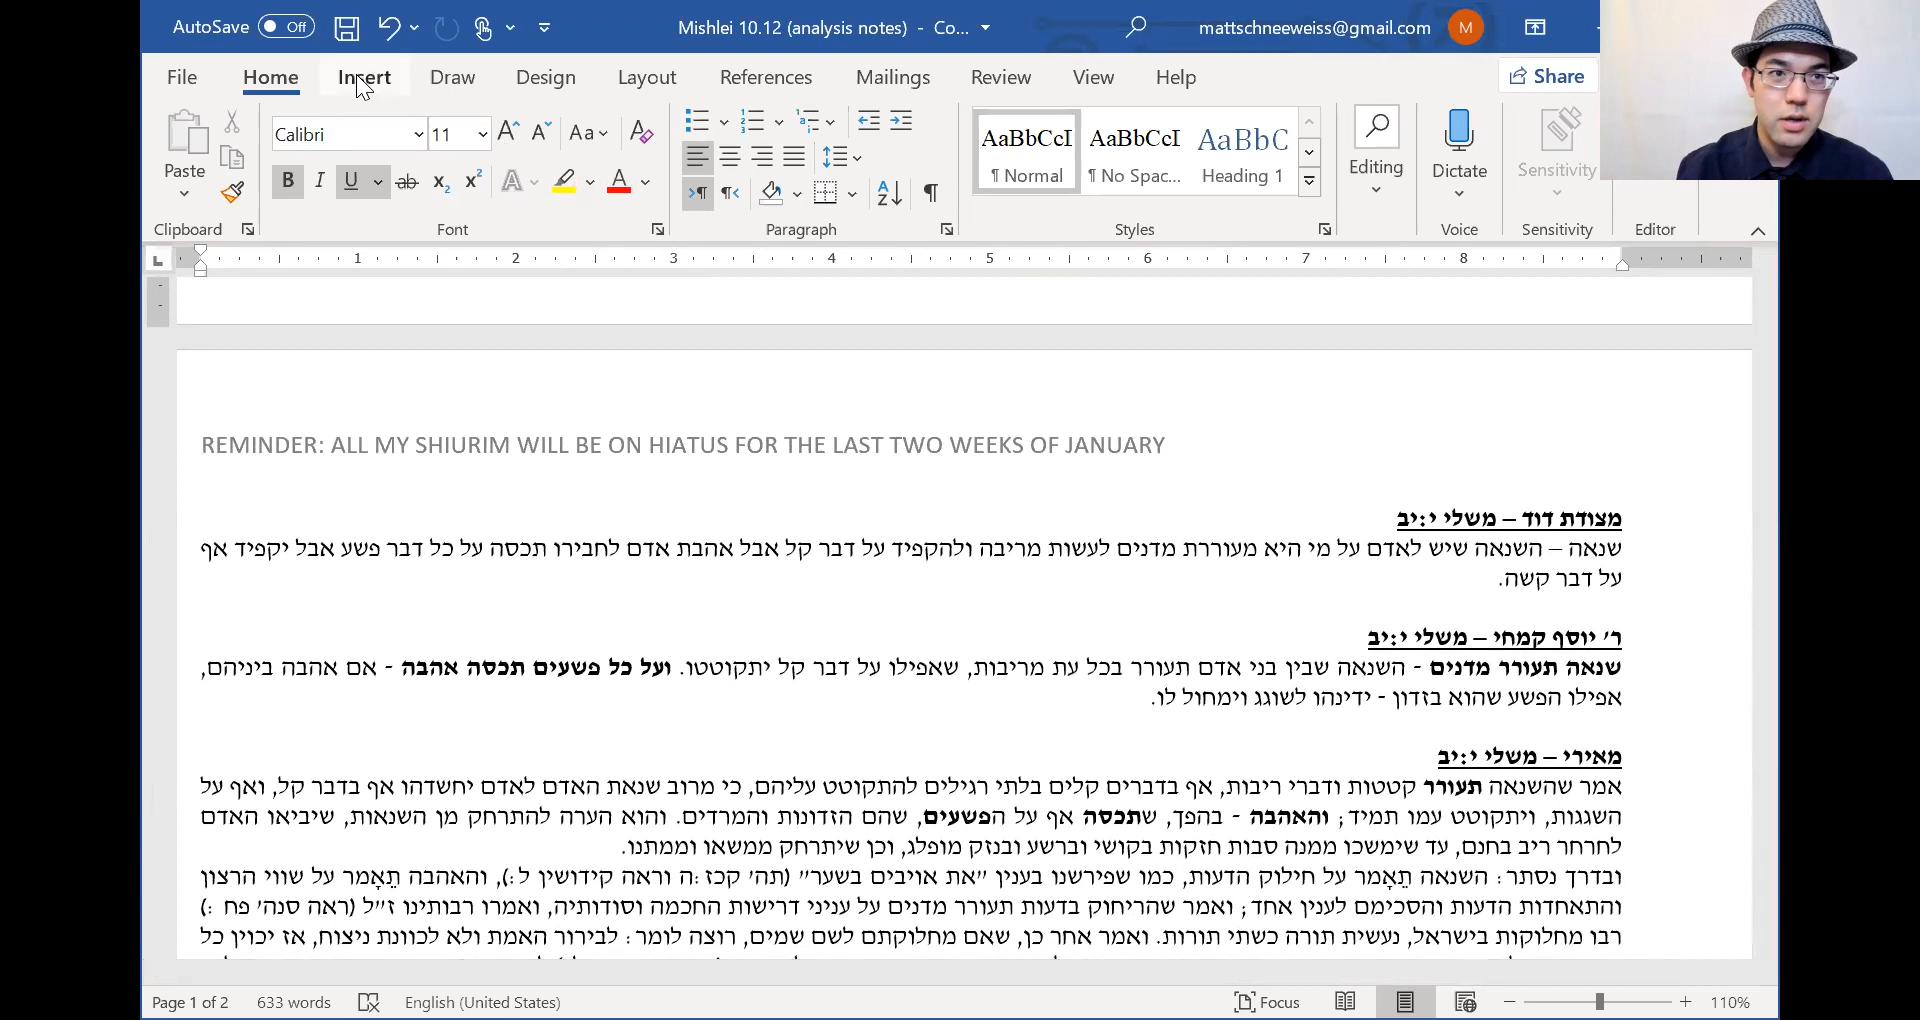 AutoSave Off Mishlei 10.12 (analysis notes) - Co... mattschneeweiss@gmail.com M
File Home Insert Draw Design Layout References Mailings Review View Help Share
Calibri 11 Aa AaBbCcI AaBbCcI AaBbC
Paste ¶ Normal ¶ No Spac... Heading 1 Editing Dictate Sensitivity
Clipboard Font Paragraph Styles Voice Sensitivity Editor
1 2 3 4 5 6 7 8
REMINDER: ALL MY SHIURIM WILL BE ON HIATUS FOR THE LAST TWO WEEKS OF JANUARY
מצודת דוד – משלי י:יב
שנאה – השנאה שיש לאדם על מי היא מעוררת מדנים לעשות מריבה ולהקפיד על דבר קל אבל אהבת אדם לחבירו תכסה על כל דבר פשע אבל יקפיד אף
על דבר קשה.
ר' יוסף קמחי – משלי י:יב
שנאה תעורר מדנים - השנאה שבין בני אדם תעורר בכל עת מריבות, שאפילו על דבר קל יתקוטטו. ועל כל פשעים תכסה אהבה - אם אהבה ביניהם,
אפילו הפשע שהוא בזדון - ידינהו לשוגג וימחול לו.
מאירי – משלי י:יב
אמר שהשנאה תעורר קטטות ודברי ריבות, אף בדברים קלים בלתי רגילים להתקוטט עליהם, כי מרוב שנאת האדם לאדם יחשדהו אף בדבר קל, ואף על
השגגות, ויתקוטט עמו תמיד; והאהבה - בהפך, שתכסה אף על הפשעים, שהם הזדונות והמרדים. והוא הערה להתרחק מן השנאות, שיביאו האדם
לחרחר ריב בחנם, עד שימשכו ממנה סבות חזקות בקושי וברשע ובנזק מופלג, וכן שיתרחק ממשאו וממתנו.
ובדרך נסתר: השנאה תֵאָמר על חילוק הדעות, כמו שפירשנו בענין "את אויבים בשער" (תה' קכז:ה וראה קידושין ל:), והאהבה תֵאָמר על שווי הרצון
והתאחדות הדעות והסכימם לענין אחד; ואמר שהריחוק בדעות תעורר מדנים על עניני דרישות החכמה וסודותיה, ואמרו רבותינו ז"ל (ראה סנה' פח:)
רבו מחלוקות בישראל, נעשית תורה כשתי תורות. ואמר אחר כן, שאם מחלוקתם לשם שמים, רוצה לומר: לבירור האמת ולא לכוונת ניצוח, אז יכוין כל
Page 1 of 2 633 words English (United States) Focus 110%